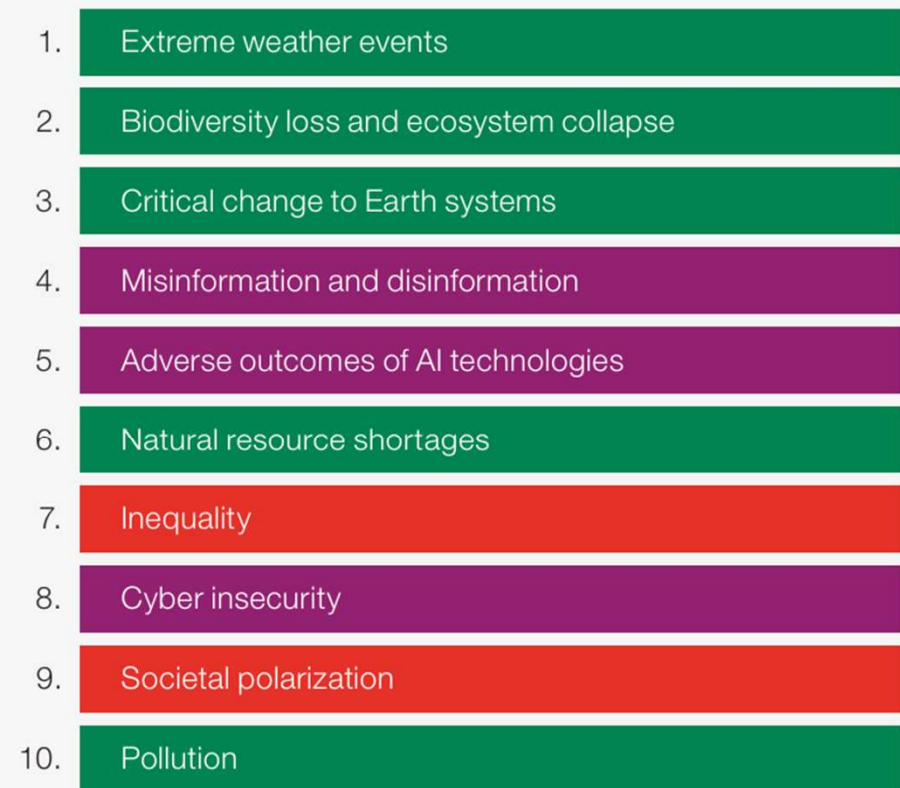 1. Extreme weather events
2. Biodiversity loss and ecosystem collapse
3. Critical change to Earth systems
4. Misinformation and disinformation
5. Adverse outcomes of AI technologies
6. Natural resource shortages
7. Inequality
8. Cyber insecurity
9. Societal polarization
10. Pollution